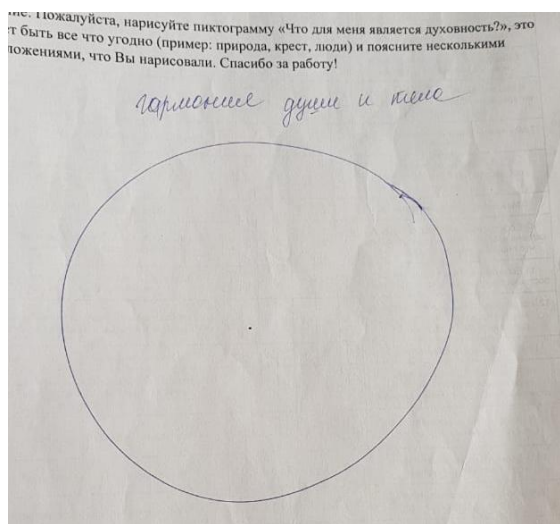 ние. Пожалуйста, нарисуйте пиктограмму «Что для меня является духовность?», это
т быть все что угодно (пример: природа, крест, люди) и поясните несколькими
ложениями, что Вы нарисовали. Спасибо за работу!
гармония души и тела